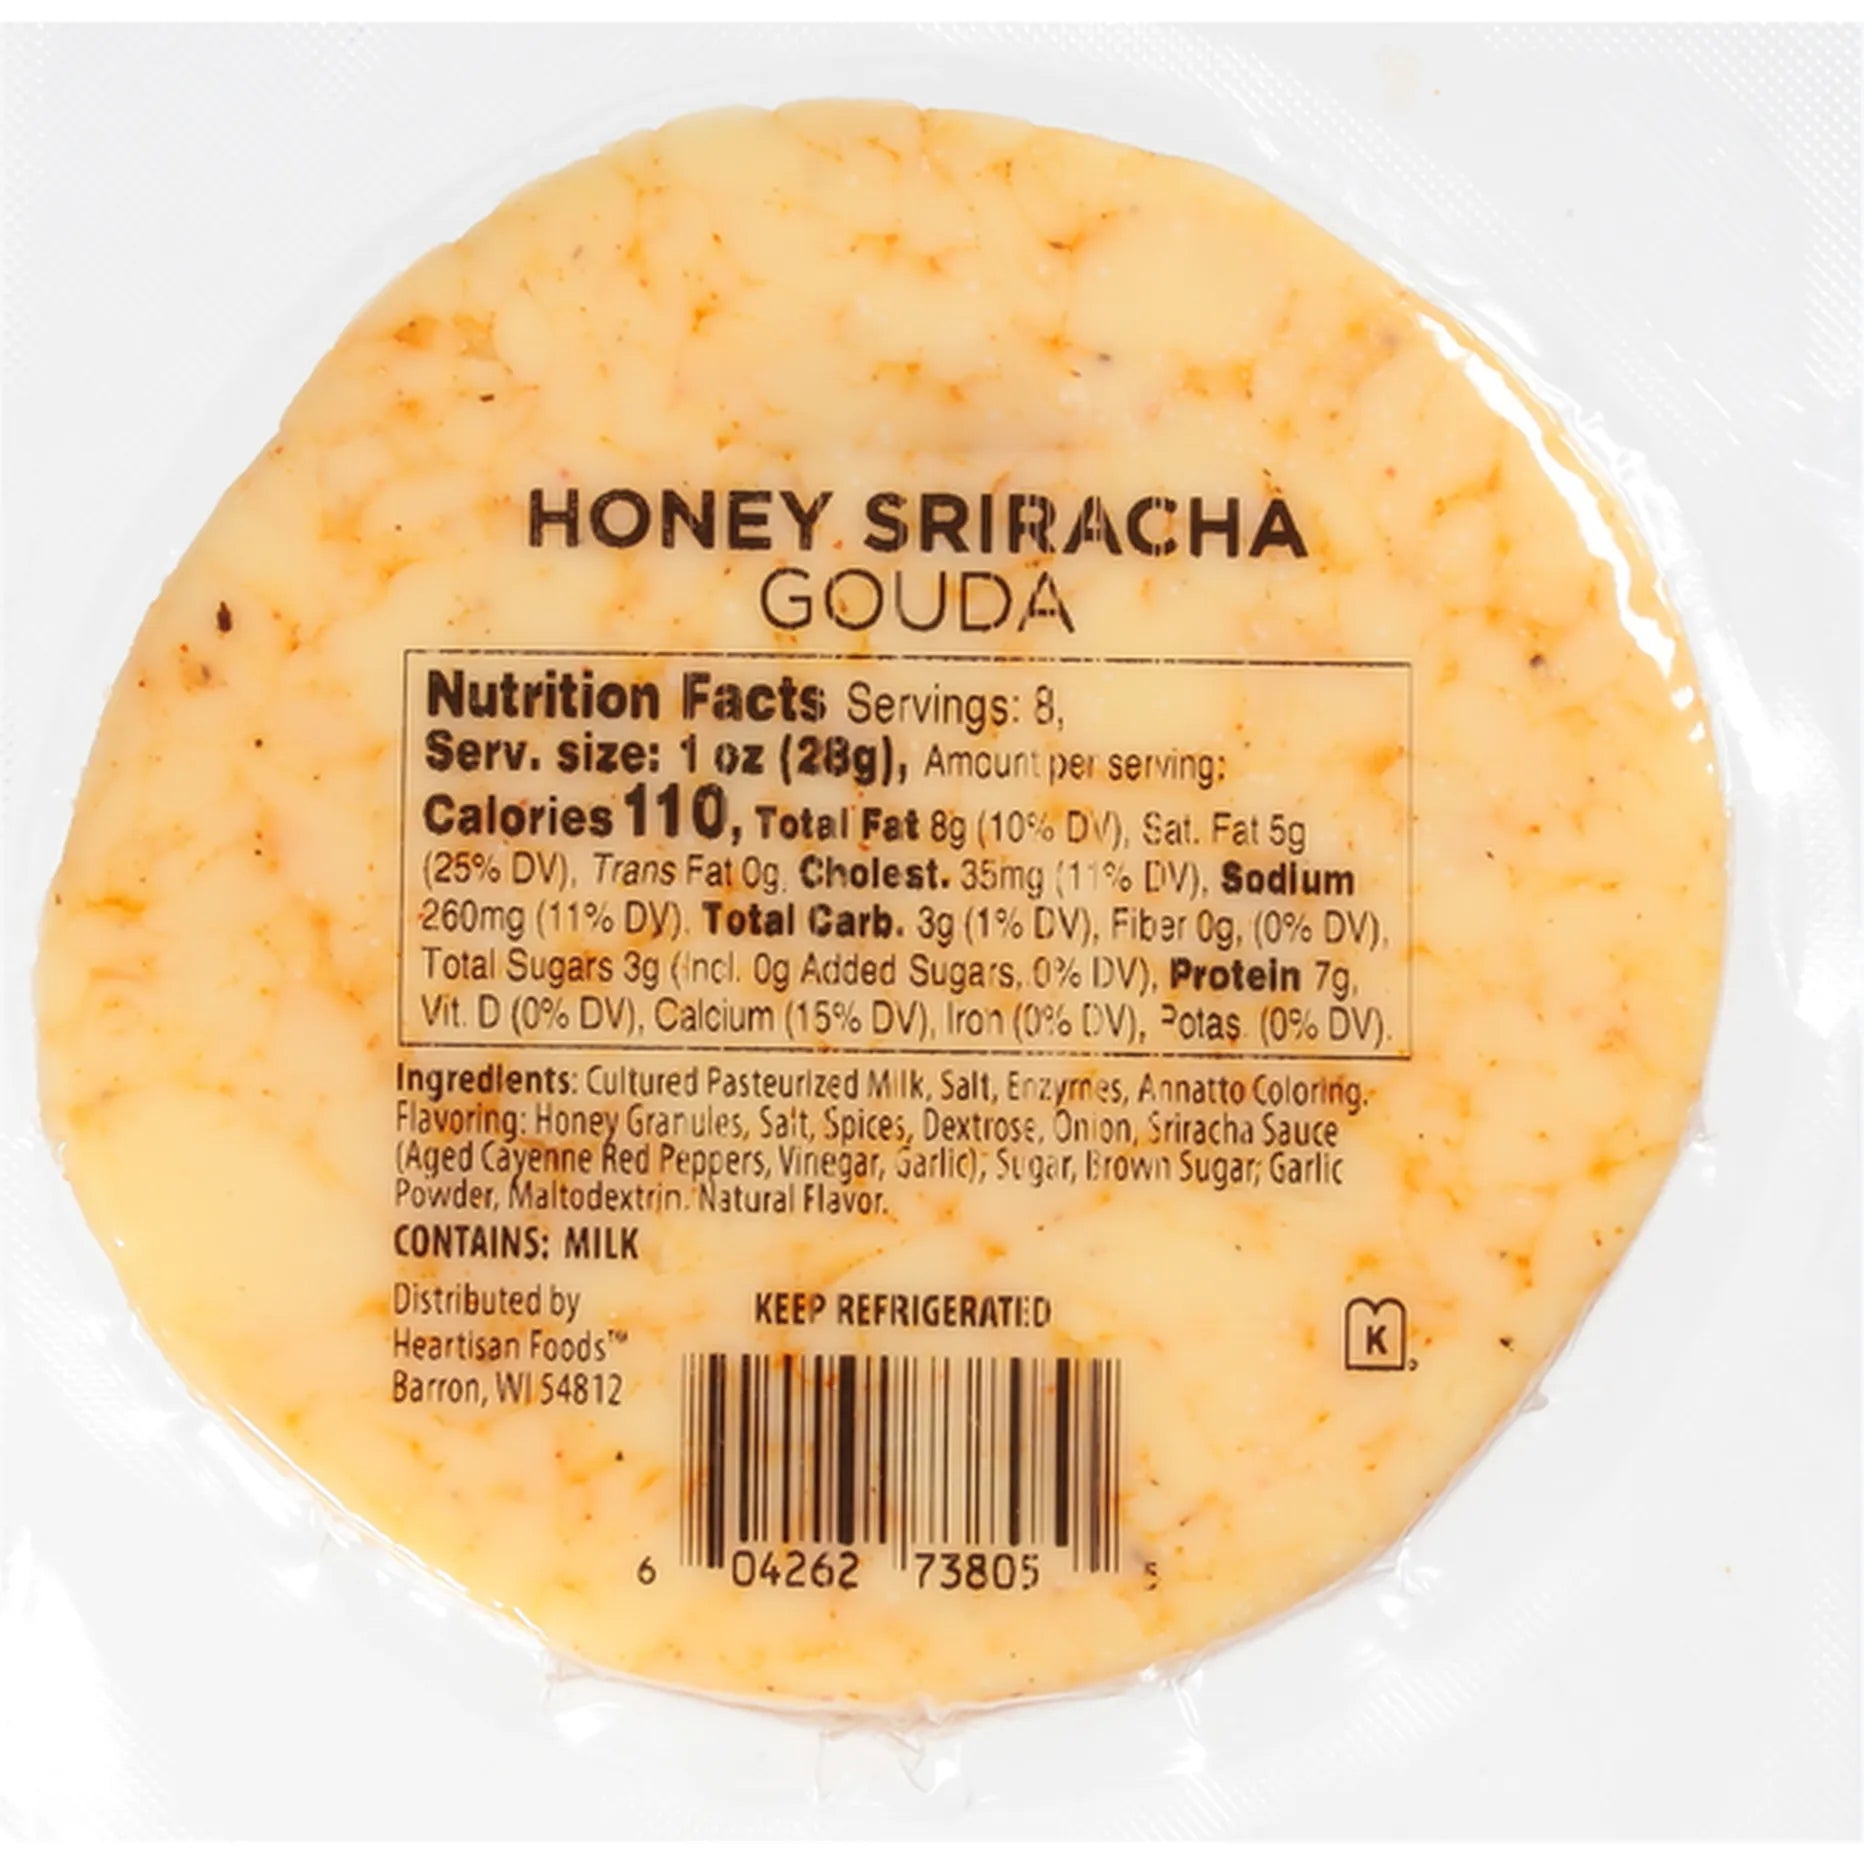 HONEY SRIRACHA
GOUDA
Nutrition Facts Servings: 8,
Serv. size: 1 oz (28g), Amount per serving:
Calories 110, Total Fat 8g (10% DV), Sat. Fat 5g
(25% DV), Trans Fat 0g, Cholest. 35mg (11% DV), Sodium
260mg (11% DV), Total Carb. 3g (1% DV), Fiber 0g, (0% DV),
Total Sugars 3g (Incl. 0g Added Sugars, 0% DV), Protein 7g,
Vit. D (0% DV), Calcium (15% DV), Iron (0% DV), Potas. (0% DV).
Ingredients: Cultured Pasteurized Milk, Salt, Enzymes, Annatto Coloring.
Flavoring: Honey Granules, Salt, Spices, Dextrose, Onion, Sriracha Sauce
(Aged Cayenne Red Peppers, Vinegar, Garlic); Sugar, Brown Sugar; Garlic
Powder, Maltodextrin. Natural Flavor.
CONTAINS: MILK
Distributed by
Heartisan Foods™
Barron, WI 54812
KEEP REFRIGERATED
K
6 04262 73805 5